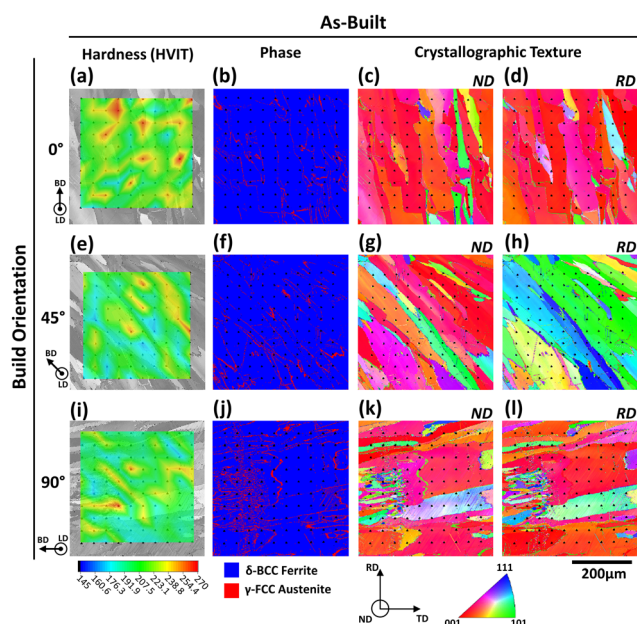 As-Built
Hardness (HVIT) Phase Crystallographic Texture
(a) (b) (c) ND (d) RD
0°
BD
LD
(e) (f) (g) ND (h) RD
Build Orientation
45°
BD
LD
(i) (j) (k) ND (l) RD
90°
BD LD
145 160.6 176.3 191.9 207.5 223.1 238.8 254.4 270
δ-BCC Ferrite
γ-FCC Austenite
RD
ND TD
111
001 101
200μm